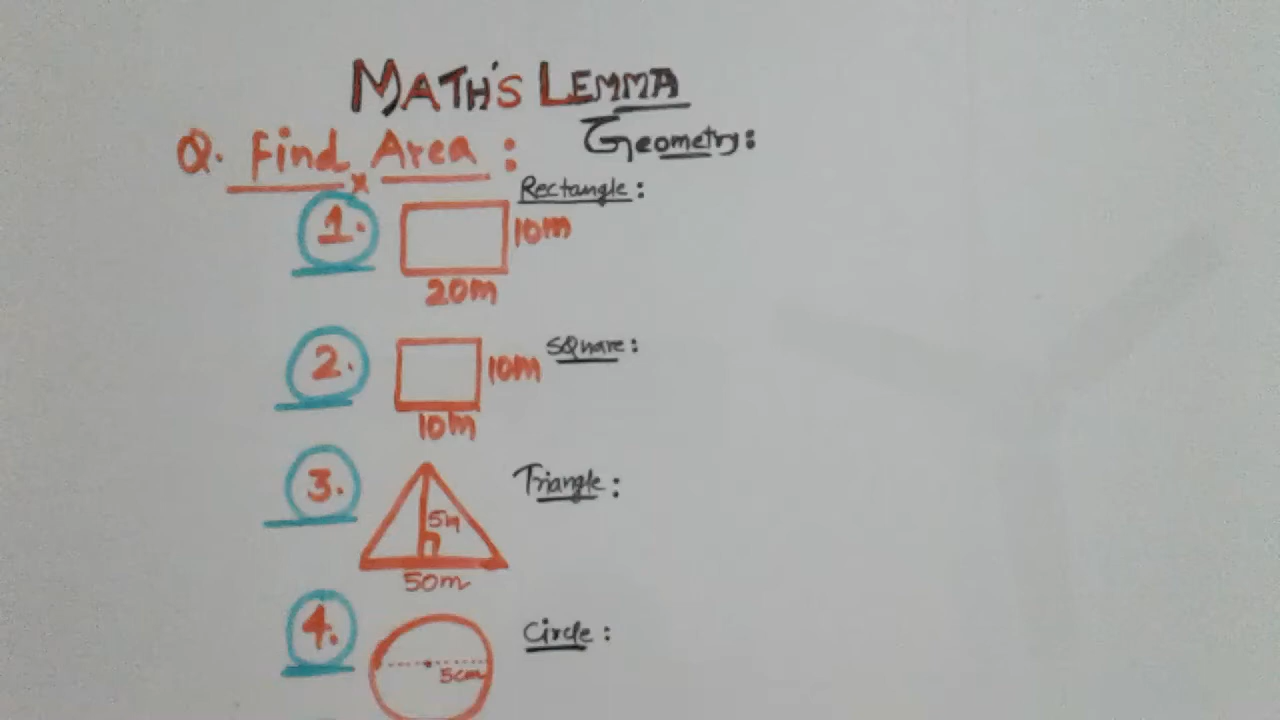 MATH'S LEMMA
Q. Find Area : Geometry:
Rectangle :
1. 10m
20m
2. 10m SQuare :
10m
3. Triangle :
5m
50m
4. Circle :
5cm